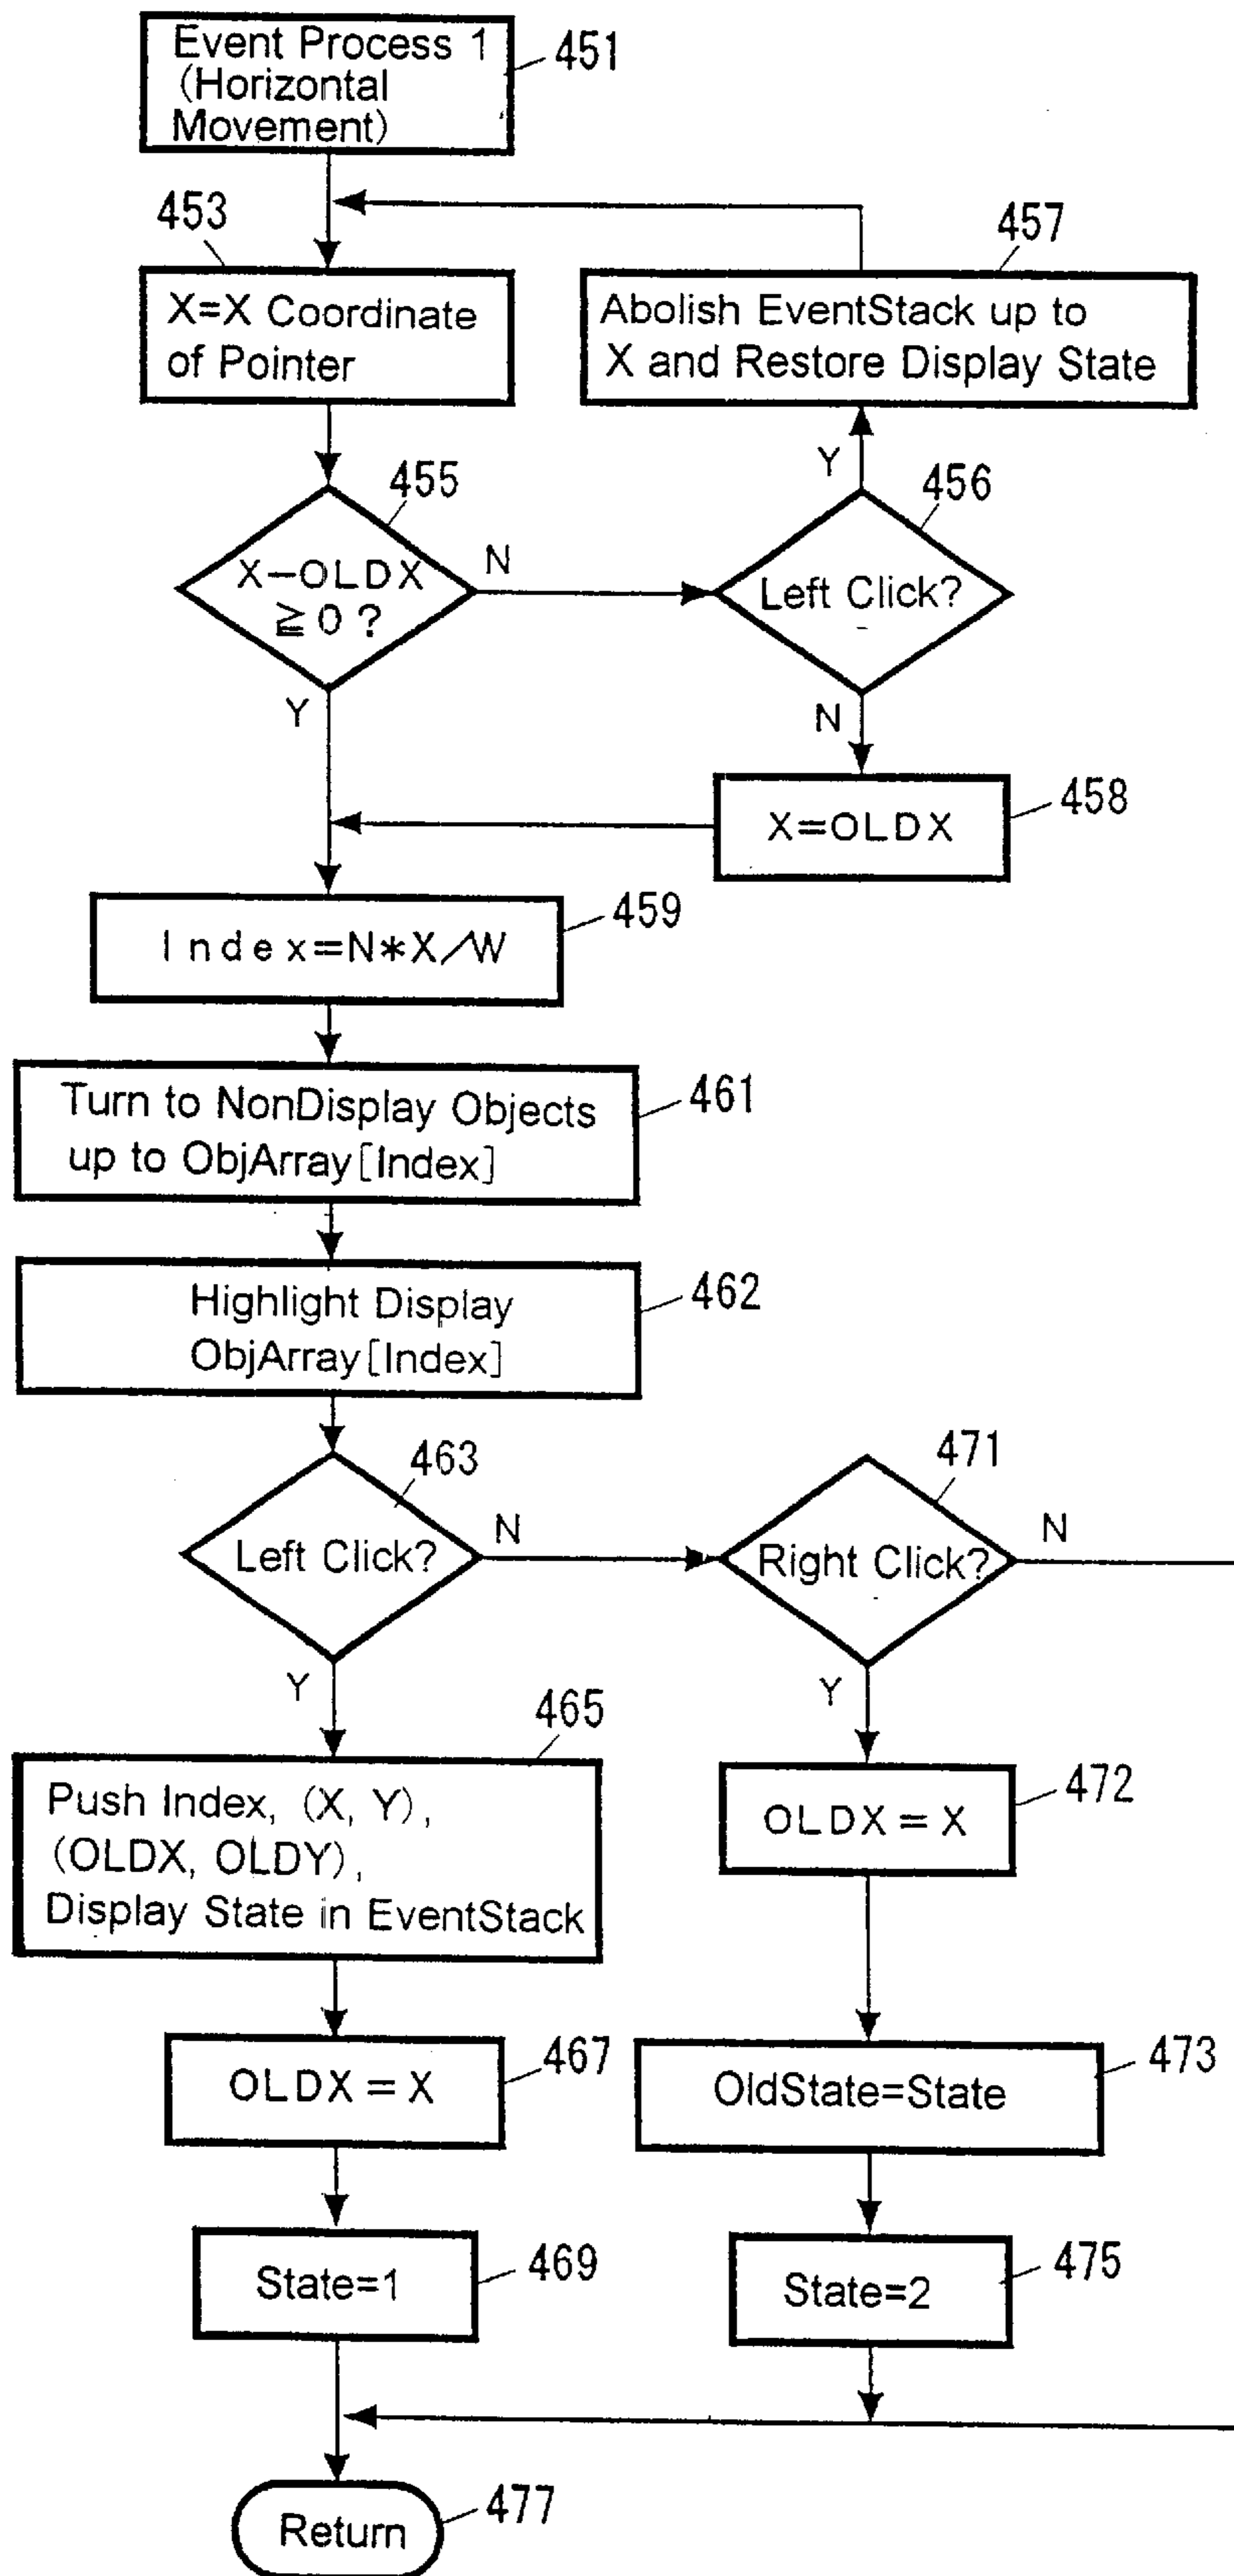 Event Process 1
(Horizontal
Movement)
451
453
X=X Coordinate
of Pointer
457
Abolish EventStack up to
X and Restore Display State
455
X−OLDX
≧0?
N
Y
456
Left Click?
Y
N
458
X=OLDX
459
Index=N*X/W
461
Turn to NonDisplay Objects
up to ObjArray[Index]
462
Highlight Display
ObjArray[Index]
463
Left Click?
N
Y
471
Right Click?
N
Y
465
Push Index, (X, Y),
(OLDX, OLDY),
Display State in EventStack
472
OLDX=X
467
OLDX=X
473
OldState=State
469
State=1
475
State=2
477
Return